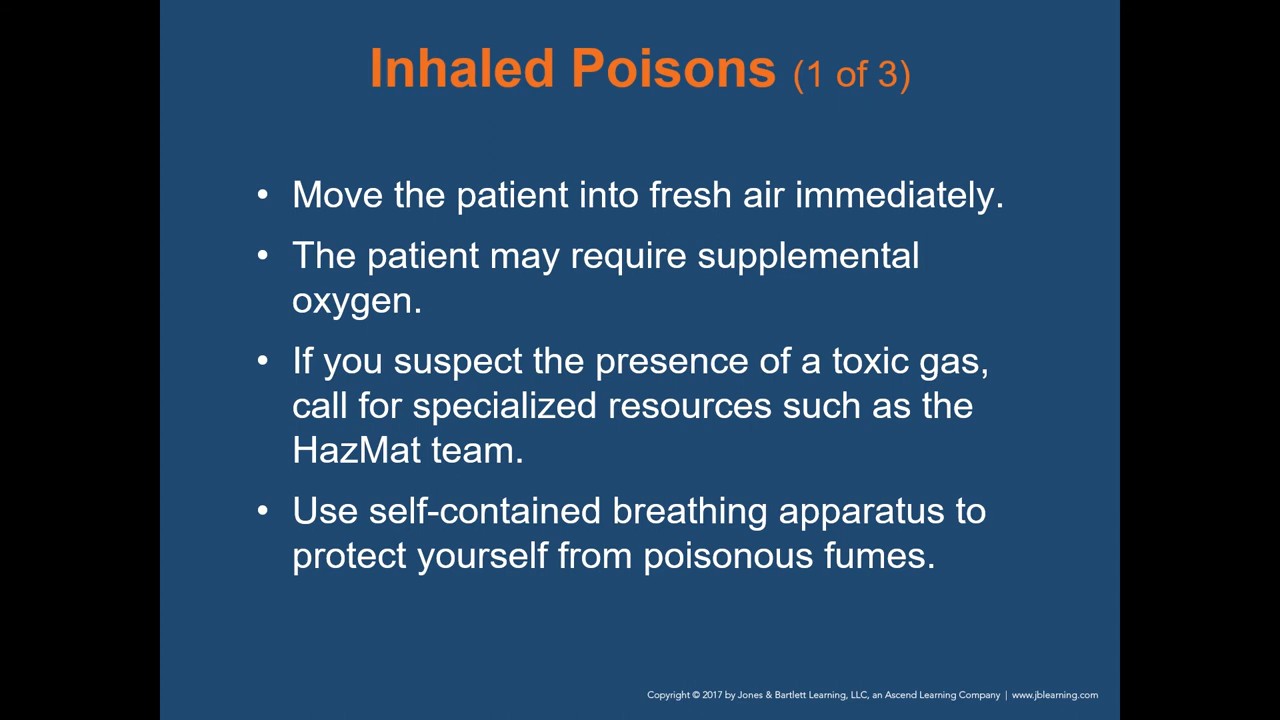 Inhaled Poisons (1 of 3)
• Move the patient into fresh air immediately.
• The patient may require supplemental
oxygen.
• If you suspect the presence of a toxic gas,
call for specialized resources such as the
HazMat team.
• Use self-contained breathing apparatus to
protect yourself from poisonous fumes.
Copyright © 2017 by Jones & Bartlett Learning, LLC, an Ascend Learning Company | www.jblearning.com